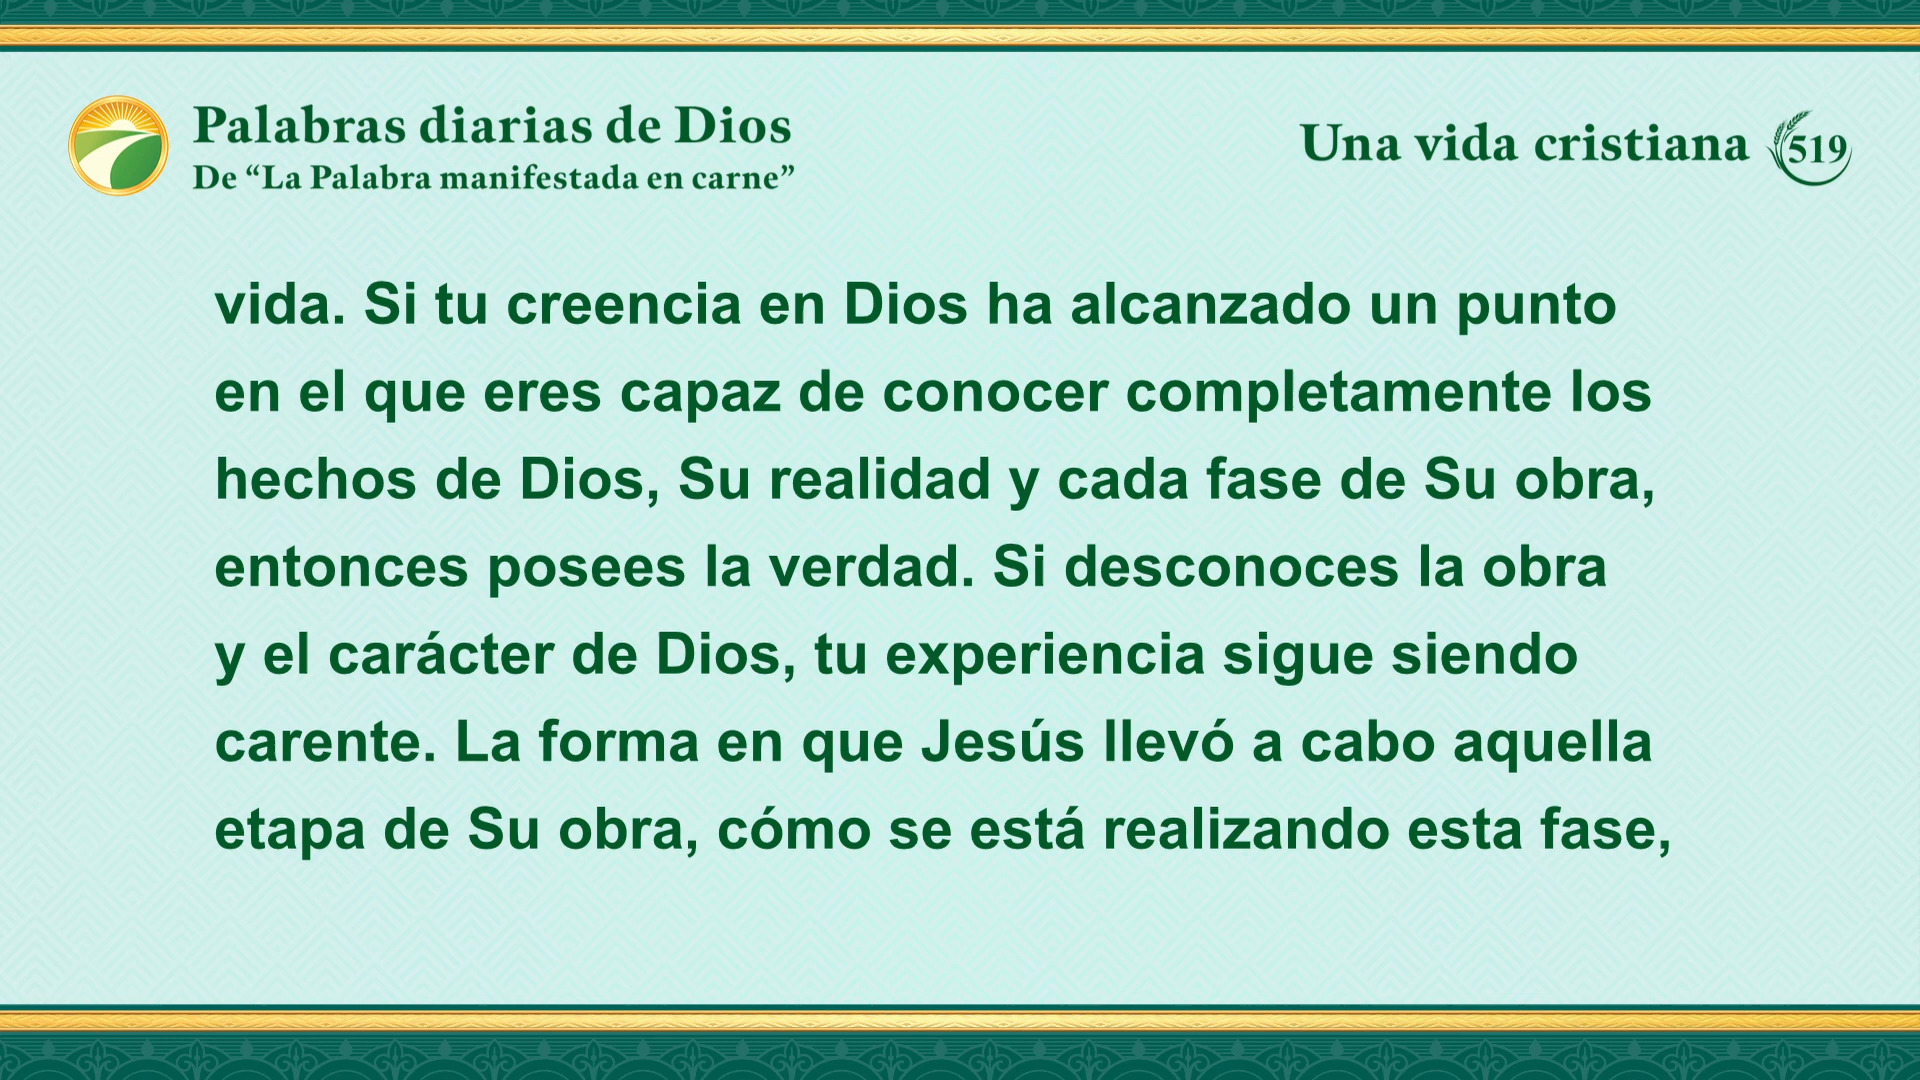 Palabras diarias de Dios
De “La Palabra manifestada en carne”
Una vida cristiana 519
vida. Si tu creencia en Dios ha alcanzado un punto
en el que eres capaz de conocer completamente los
hechos de Dios, Su realidad y cada fase de Su obra,
entonces posees la verdad. Si desconoces la obra
y el carácter de Dios, tu experiencia sigue siendo
carente. La forma en que Jesús llevó a cabo aquella
etapa de Su obra, cómo se está realizando esta fase,